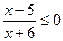 (x − 5)/(x + 6) ≤ 0